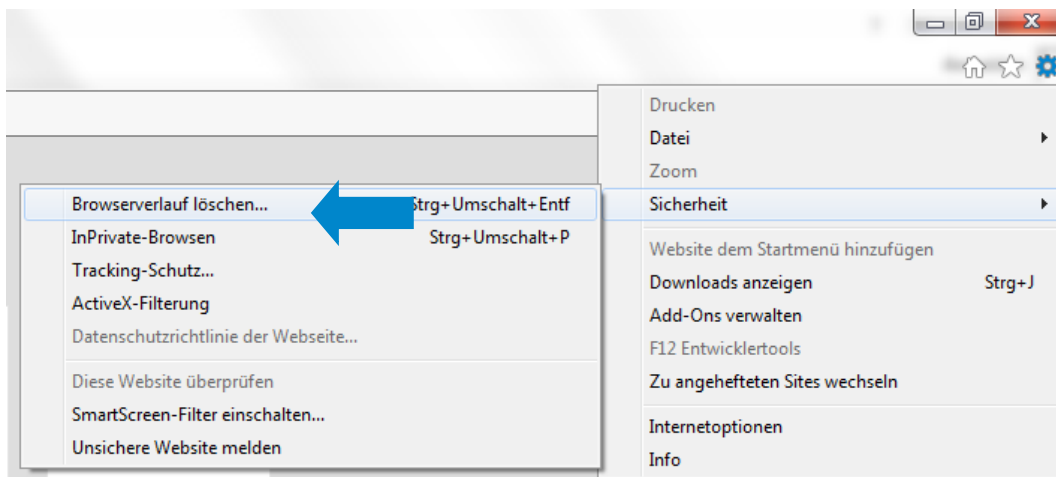 Drucken
Datei
Zoom
Sicherheit
Website dem Startmenü hinzufügen
Downloads anzeigen Strg+J
Add-Ons verwalten
F12 Entwicklertools
Zu angehefteten Sites wechseln
Internetoptionen
Info
Browserverlauf löschen... Strg+Umschalt+Entf
InPrivate-Browsen Strg+Umschalt+P
Tracking-Schutz...
ActiveX-Filterung
Datenschutzrichtlinie der Webseite...
Diese Website überprüfen
SmartScreen-Filter einschalten...
Unsichere Website melden